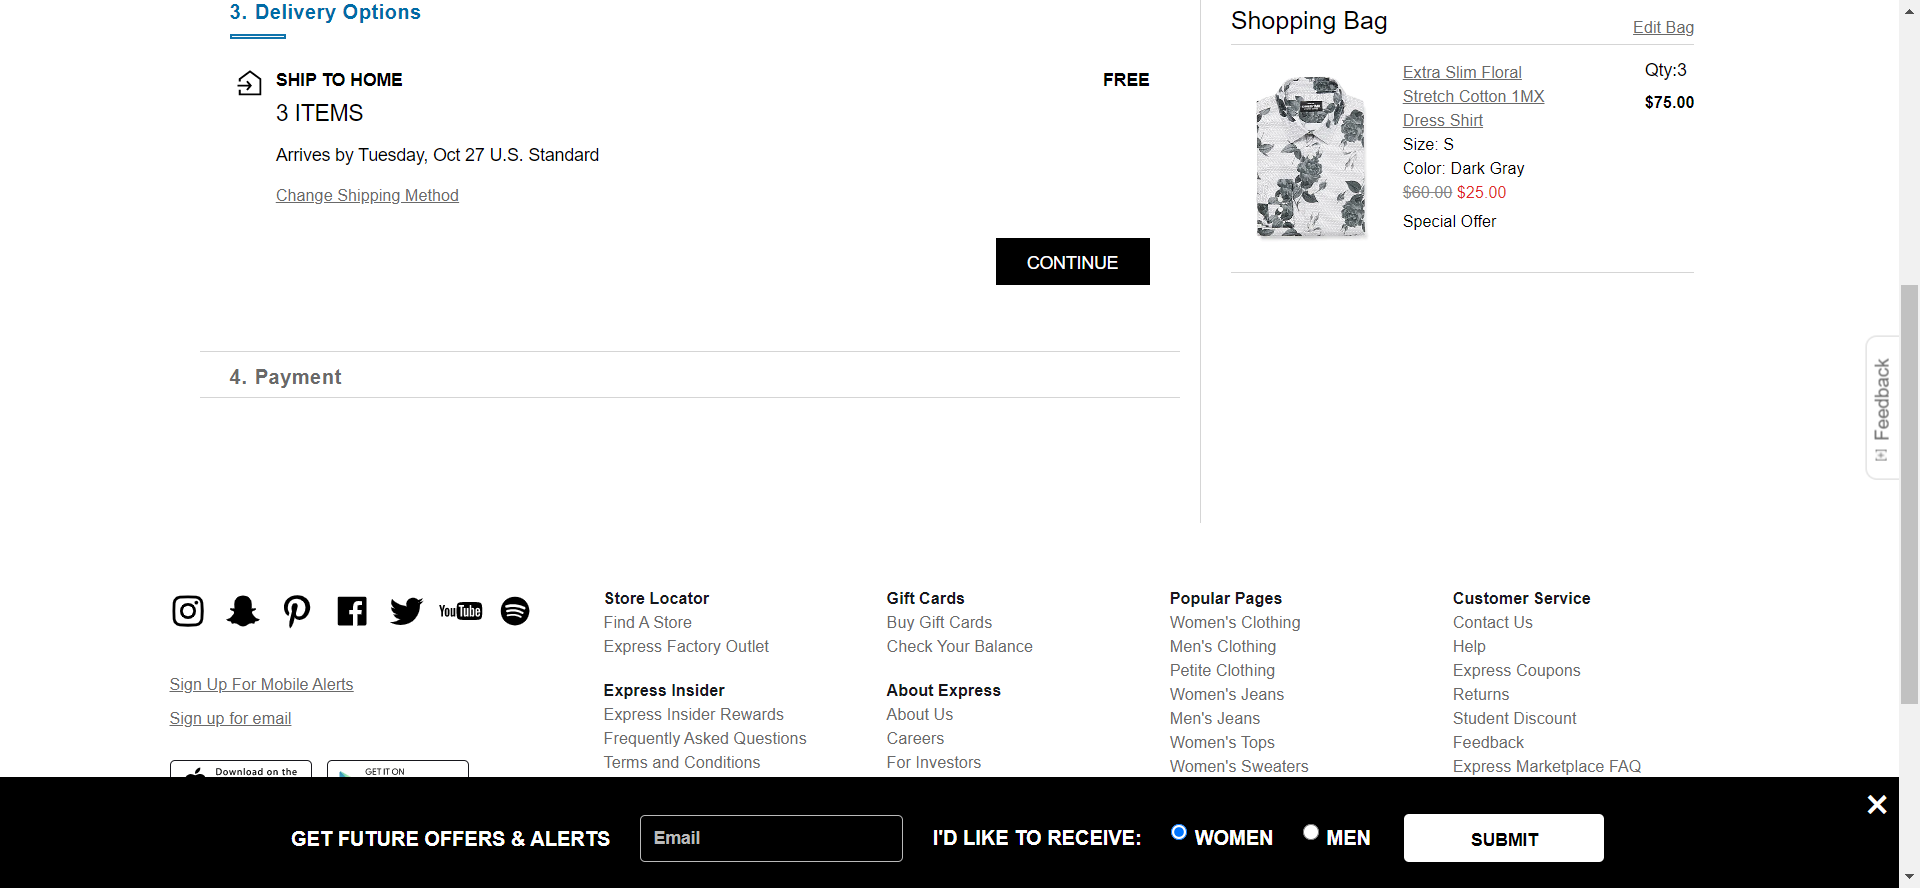 3. Delivery Options
SHIP TO HOME
FREE
3 ITEMS
Arrives by Tuesday, Oct 27 U.S. Standard
Change Shipping Method
CONTINUE
4. Payment
Shopping Bag
Edit Bag
Extra Slim Floral
Stretch Cotton 1MX
Dress Shirt
Size: S
Color: Dark Gray
$60.00 $25.00
Special Offer
Qty:3
$75.00
[+] Feedback
YouTube
Sign Up For Mobile Alerts
Sign up for email
Download on the
GET IT ON
Store Locator
Find A Store
Express Factory Outlet
Express Insider
Express Insider Rewards
Frequently Asked Questions
Terms and Conditions
Gift Cards
Buy Gift Cards
Check Your Balance
About Express
About Us
Careers
For Investors
Popular Pages
Women's Clothing
Men's Clothing
Petite Clothing
Women's Jeans
Men's Jeans
Women's Tops
Women's Sweaters
Customer Service
Contact Us
Help
Express Coupons
Returns
Student Discount
Feedback
Express Marketplace FAQ
GET FUTURE OFFERS & ALERTS
Email
I'D LIKE TO RECEIVE:
WOMEN
MEN
SUBMIT